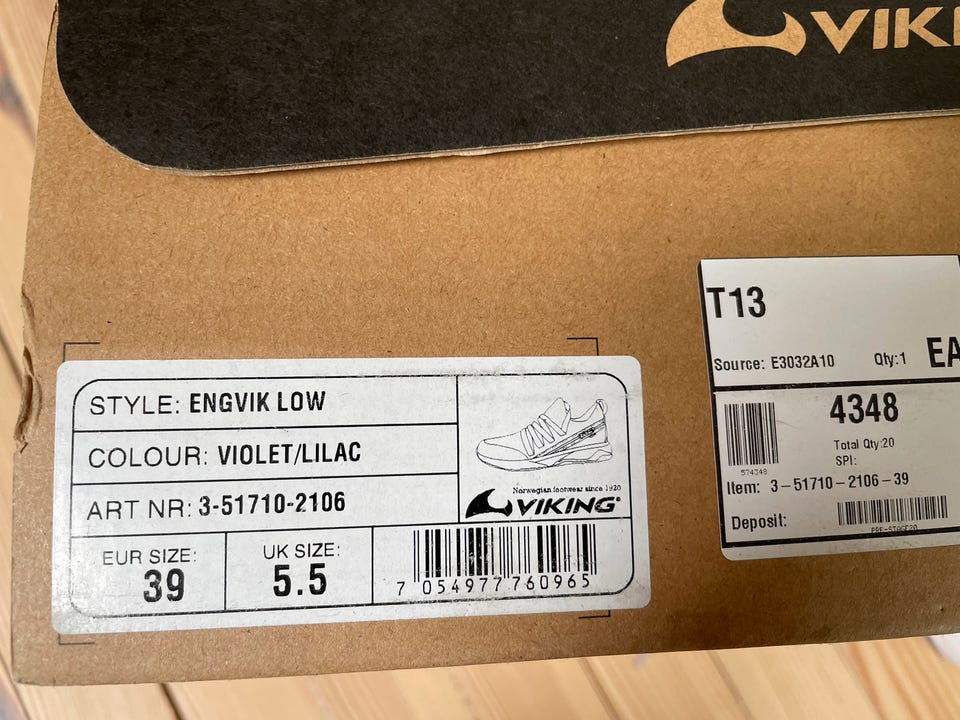 VIKI
STYLE: ENGVIK LOW
COLOUR: VIOLET/LILAC
ART NR: 3-51710-2106
EUR SIZE:
39
UK SIZE:
5.5
Norwegian footwear since 1920
VIKING
7 054977 760965
T13
Source: E3032A10 Qty:1 EA
4348
Total Qty:20
SPI:
574348
Item: 3-51710-2106-39
Deposit:
PRE-STAGE20